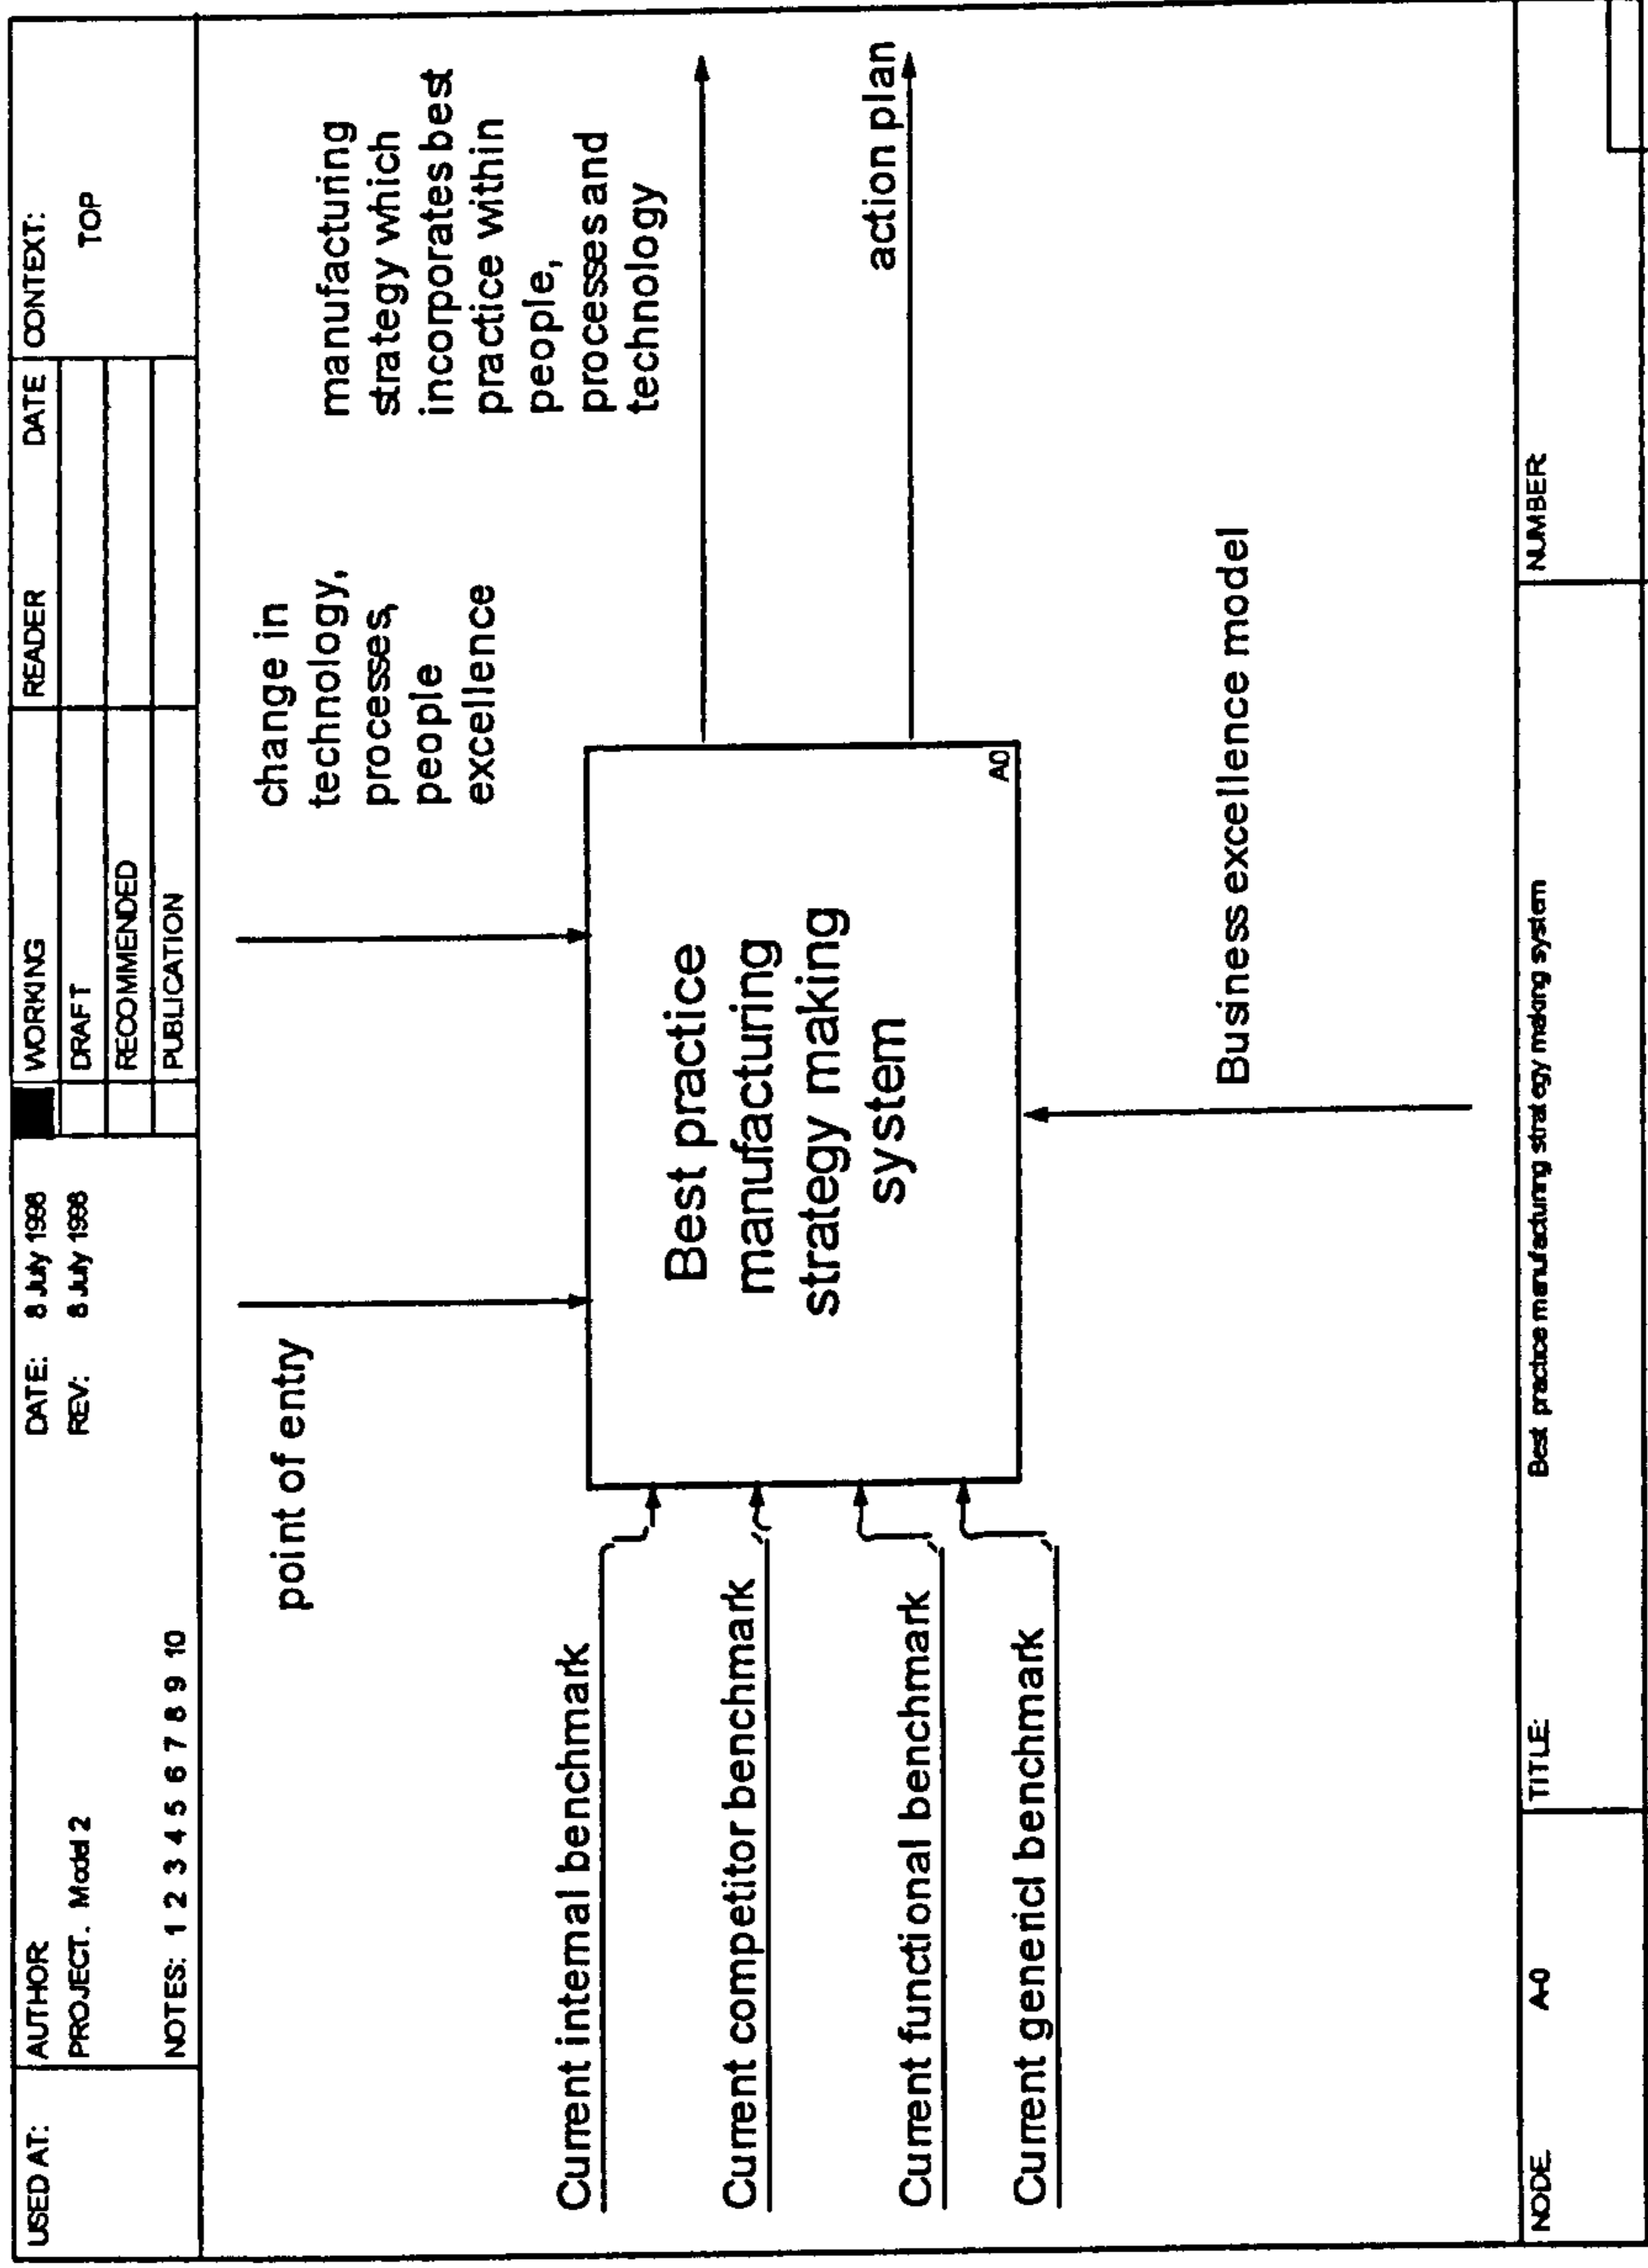 USED AT:
AUTHOR
DATE: 8 July 1998
WORKING
READER
DATE
CONTEXT:
PROJECT. Model 2
REV: 8 July 1998
DRAFT
TOP
RECOMMENDED
NOTES: 1 2 3 4 5 6 7 8 9 10
PUBLICATION
point of entry
change in
technology,
processes,
people
excellence
manufacturing
strategy which
incorporates best
practice within
people,
processes and
technology
Current internal benchmark
Current competitor benchmark
Current functional benchmark
Current genericl benchmark
Best practice
manufacturing
strategy making
system
A0
action plan
Business excellence model
NODE
A-0
TITLE:
Best practice manufacturing strategy making system
NUMBER